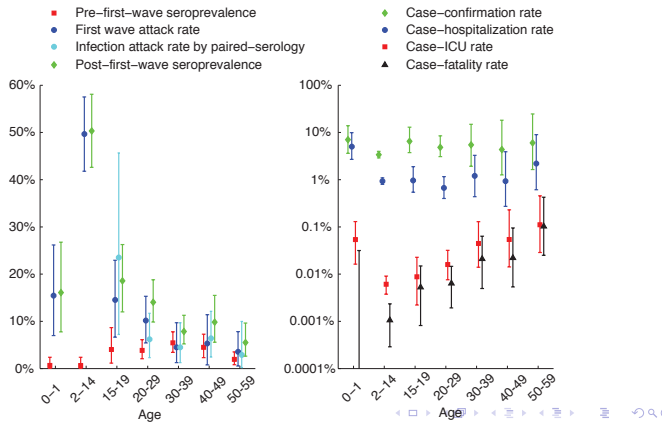 Pre−first−wave seroprevalence
First wave attack rate
Infection attack rate by paired−serology
Post−first−wave seroprevalence
Case−confirmation rate
Case−hospitalization rate
Case−ICU rate
Case−fatality rate
60%
50%
40%
30%
20%
10%
0%
0−1
2−14
15-19
20-29
30-39
40-49
50-59
Age
100%
10%
1%
0.1%
0.01%
0.001%
0.0001%
0−1
2−14
15-19
20-29
30-39
40-49
50-59
Age